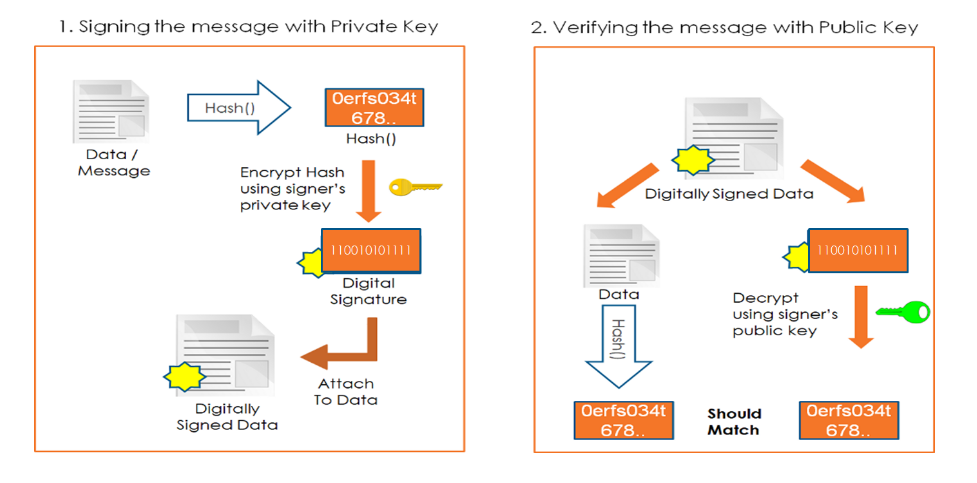 1. Signing the message with Private Key
Data /
Message
Hash()
0erfs034t
678..
Hash()
Encrypt Hash
using signer's
private key
110010101111
Digital
Signature
Attach
To Data
Digitally
Signed Data
2. Verifying the message with Public Key
Digitally Signed Data
Data
Hash()
110010101111
Decrypt
using signer's
public key
0erfs034t
678..
Should
Match
0erfs034t
678..